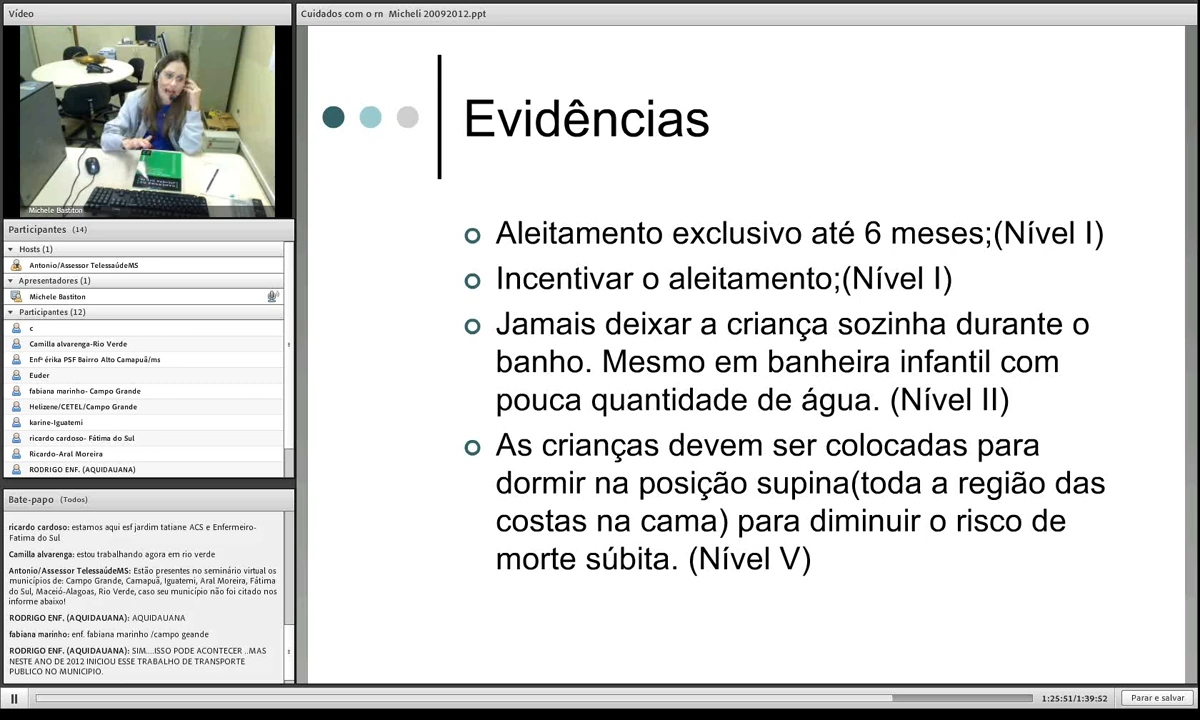 Vídeo
Michele Bastiton
Participantes (14)
Hosts (1)
Antonio/Assessor TelessaúdeMS
Apresentadores (1)
Michele Bastiton
Participantes (12)
c
Camilla alvarenga-Rio Verde
Enfª érika PSF Bairro Alto Camapuã/ms
Euder
fabiana marinho- Campo Grande
Helizene/CETEL/Campo Grande
karine-Iguatemi
ricardo cardoso- Fátima do Sul
Ricardo-Aral Moreira
RODRIGO ENF. (AQUIDAUANA)
Bate-papo (Todos)
ricardo cardoso: estamos aqui esf jardim tatiane ACS e Enfermeiro-
Fatima do Sul
Camilla alvarenga: estou trabalhando agora em rio verde
Antonio/Assessor TelessaúdeMS: Estão presentes no seminário virtual os
municípios de: Campo Grande, Camapuã, Iguatemi, Aral Moreira, Fátima
do Sul, Maceió-Alagoas, Rio Verde, caso seu município não foi citado nos
informe abaixo!
RODRIGO ENF. (AQUIDAUANA): AQUIDAUANA
fabiana marinho: enf. fabiana marinho /campo geande
RODRIGO ENF. (AQUIDAUANA): SIM....ISSO PODE ACONTECER ..MAS
NESTE ANO DE 2012 INICIOU ESSE TRABALHO DE TRANSPORTE
PUBLICO NO MUNICIPIO.
Cuidados com o rn Micheli 20092012.ppt
Evidências
Aleitamento exclusivo até 6 meses;(Nível I)
Incentivar o aleitamento;(Nível I)
Jamais deixar a criança sozinha durante o
banho. Mesmo em banheira infantil com
pouca quantidade de água. (Nível II)
As crianças devem ser colocadas para
dormir na posição supina(toda a região das
costas na cama) para diminuir o risco de
morte súbita. (Nível V)
1:25:51/1:39:52
Parar e salvar